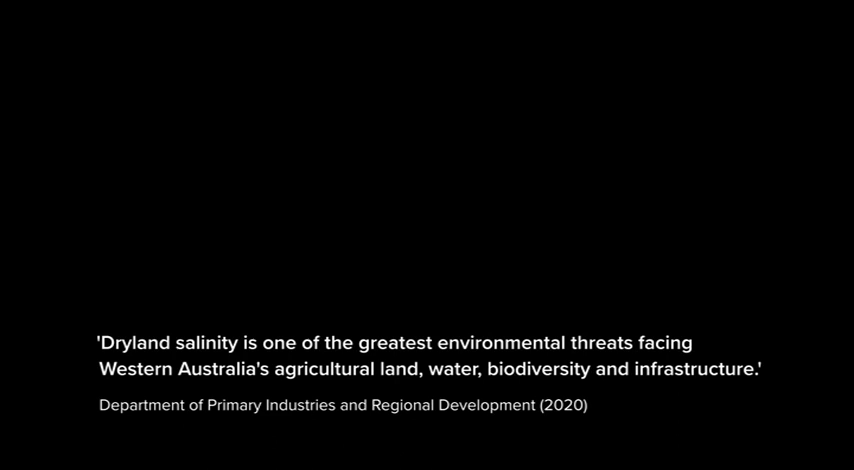 'Dryland salinity is one of the greatest environmental threats facing
Western Australia's agricultural land, water, biodiversity and infrastructure.'
Department of Primary Industries and Regional Development (2020)